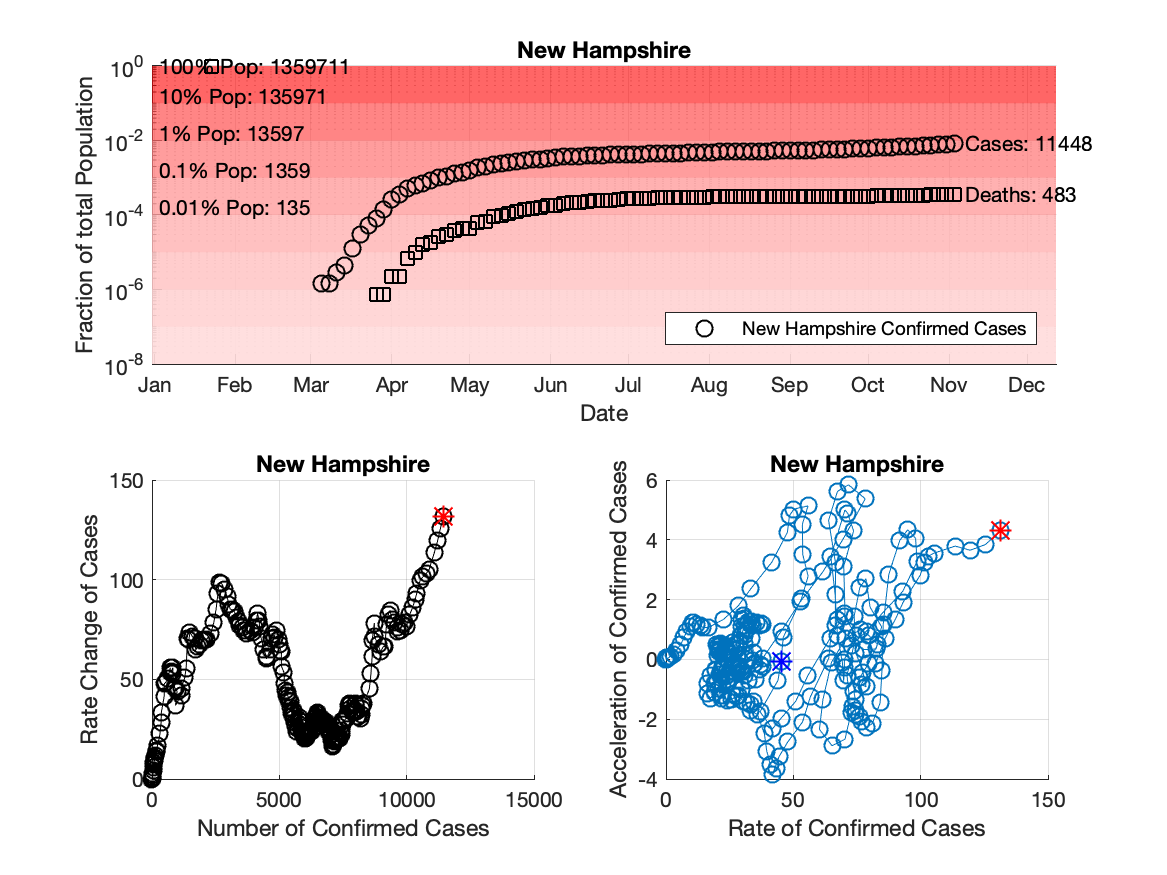 New Hampshire
Fraction of total Population
10^0
10^-2
10^-4
10^-6
10^-8
100% Pop: 1359711
10% Pop: 135971
1% Pop: 13597
0.1% Pop: 1359
0.01% Pop: 135
Cases: 11448
Deaths: 483
New Hampshire Confirmed Cases
Jan Feb Mar Apr May Jun Jul Aug Sep Oct Nov Dec
Date
New Hampshire
Rate Change of Cases
150
100
50
0
0 5000 10000 15000
Number of Confirmed Cases
New Hampshire
Acceleration of Confirmed Cases
6
4
2
0
-2
-4
0 50 100 150
Rate of Confirmed Cases